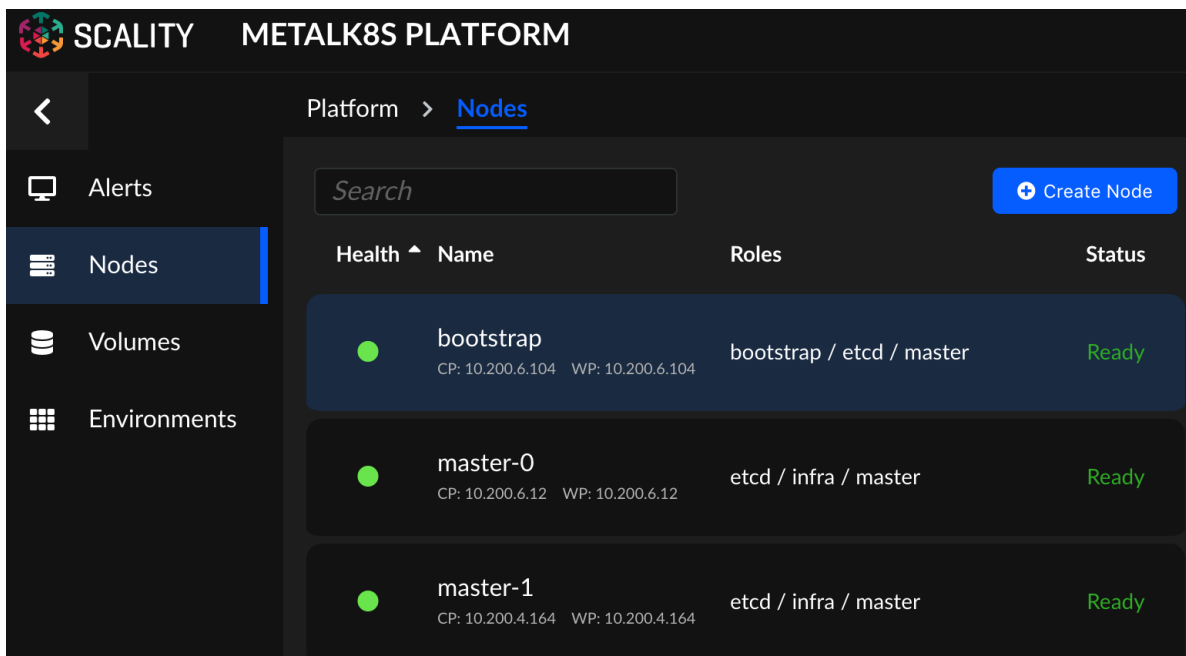 SCALITY METALK8S PLATFORM
Platform > Nodes
Alerts
Nodes
Volumes
Environments
Search
Create Node
Health Name Roles Status
bootstrap
CP: 10.200.6.104 WP: 10.200.6.104
bootstrap / etcd / master
Ready
master-0
CP: 10.200.6.12 WP: 10.200.6.12
etcd / infra / master
Ready
master-1
CP: 10.200.4.164 WP: 10.200.4.164
etcd / infra / master
Ready